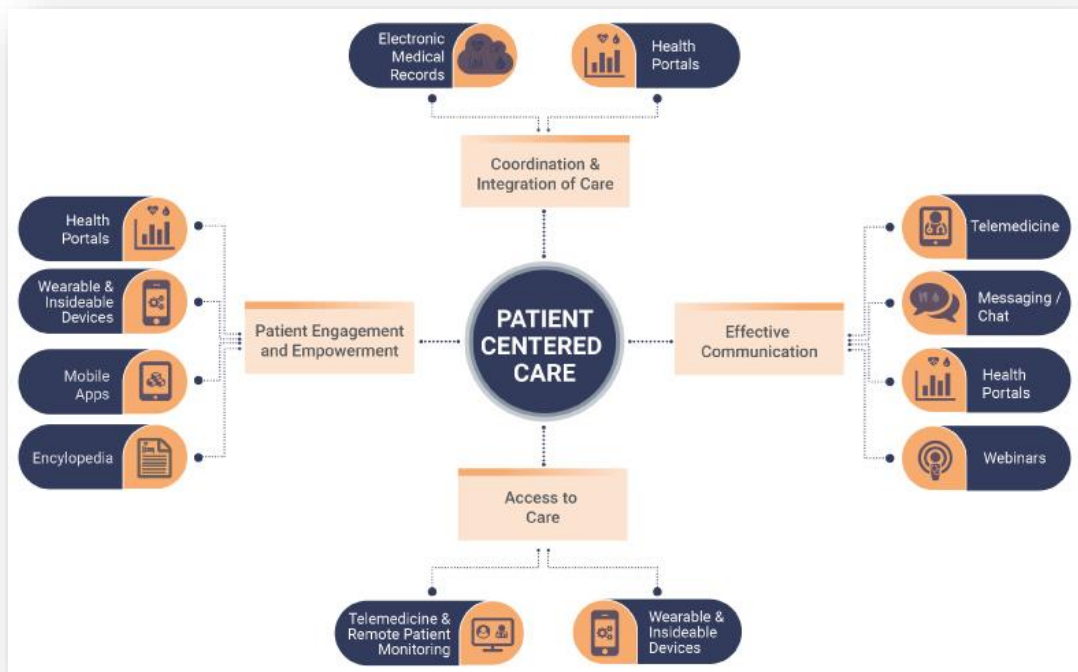 Electronic
Medical
Records
Health
Portals
Coordination &
Integration of Care
Health
Portals
Wearable &
Insideable
Devices
Mobile
Apps
Encylopedia
Patient Engagement
and Empowerment
PATIENT
CENTERED
CARE
Effective
Communication
Telemedicine
Messaging /
Chat
Health
Portals
Webinars
Access to
Care
Telemedicine &
Remote Patient
Monitoring
Wearable &
Insideable
Devices